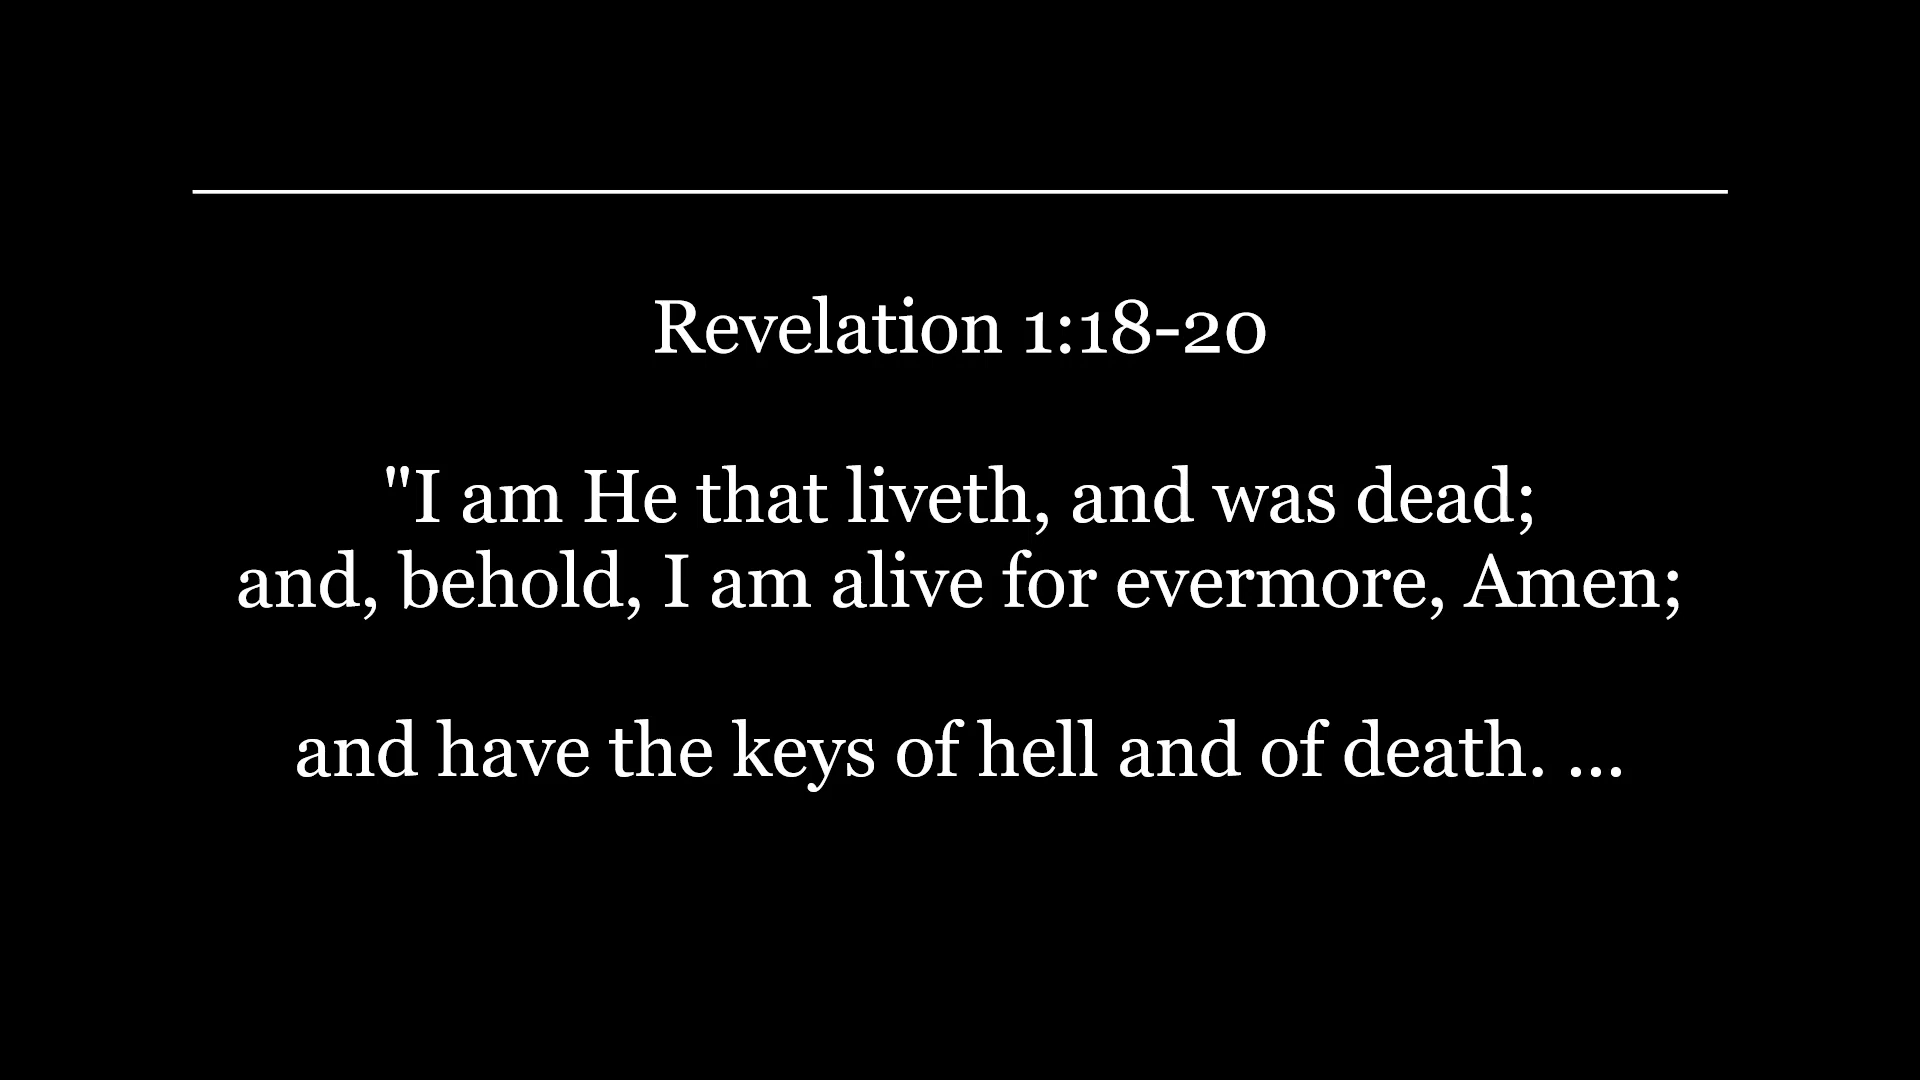 Revelation 1:18-20
"I am He that liveth, and was dead;
and, behold, I am alive for evermore, Amen;
and have the keys of hell and of death. ...